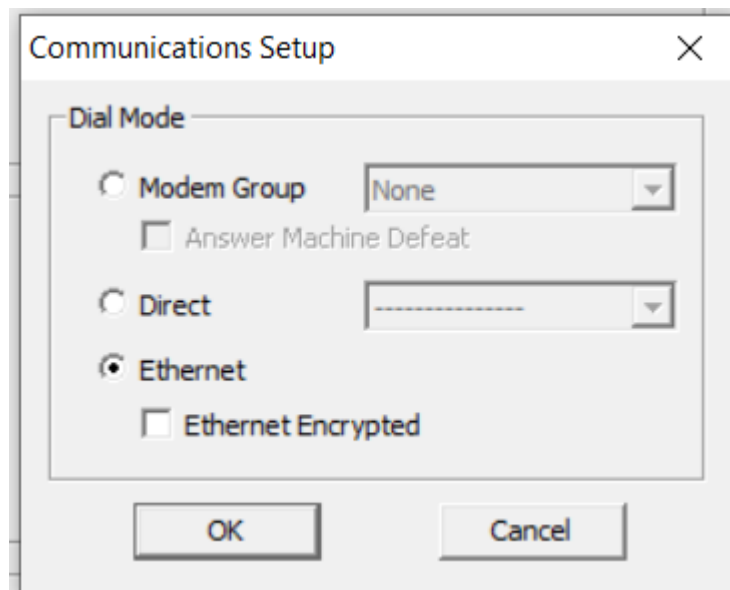 Communications Setup
Dial Mode
Modem Group None
Answer Machine Defeat
Direct ---------------
Ethernet
Ethernet Encrypted
OK Cancel